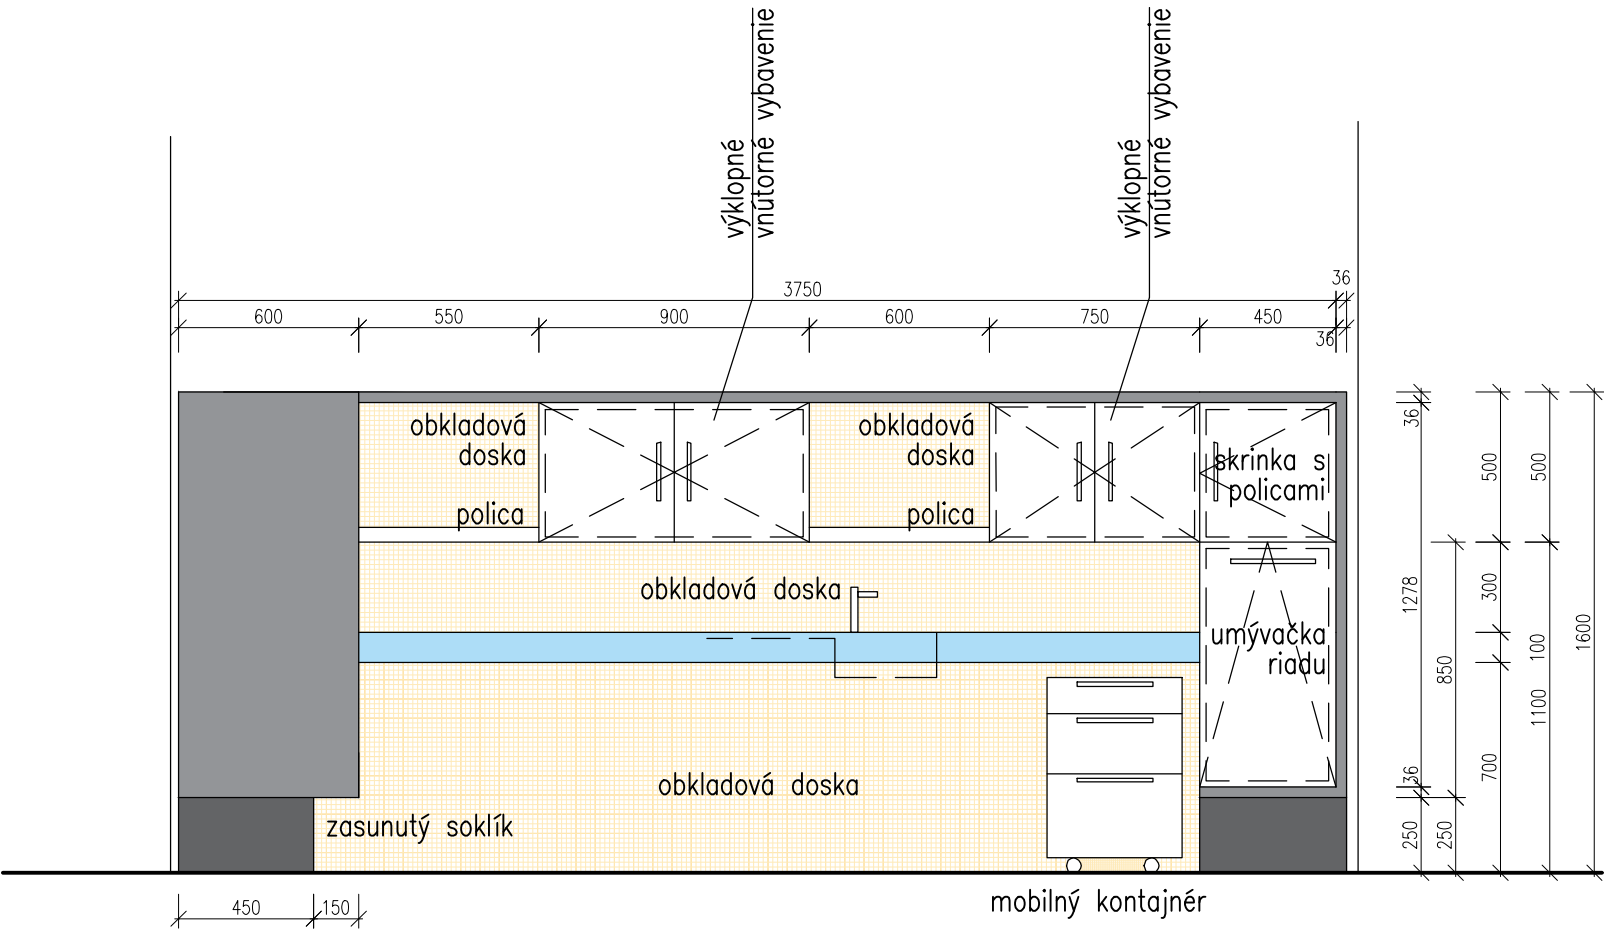 výklopné
vnútorné vybavenie
výklopné
vnútorné vybavenie
36
3750
600
550
900
600
750
450
36
obkladová
doska
polica
obkladová
doska
polica
skrinka s
policami
obkladová doska
umývačka
riadu
obkladová doska
zasunutý soklík
mobilný kontajnér
450
150
36
1278
36
250
850
250
500
300
700
500
100
1100
1600